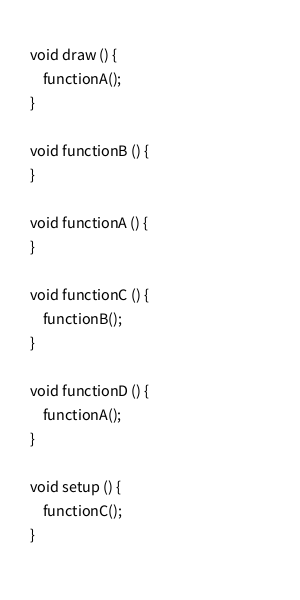 void draw () {
    functionA();
}

void functionB () {
}

void functionA () {
}

void functionC () {
    functionB();
}

void functionD () {
    functionA();
}

void setup () {
    functionC();
}